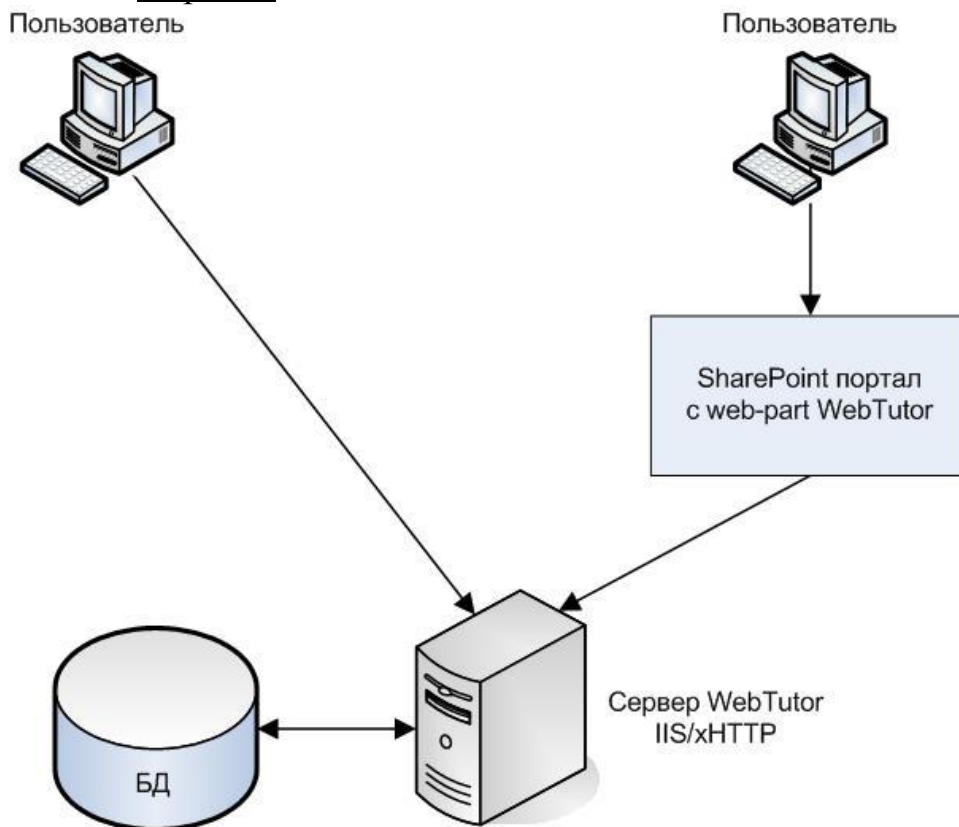 Пользователь
Пользователь
SharePoint портал
с web-part WebTutor
Сервер WebTutor
IIS/xHTTP
БД